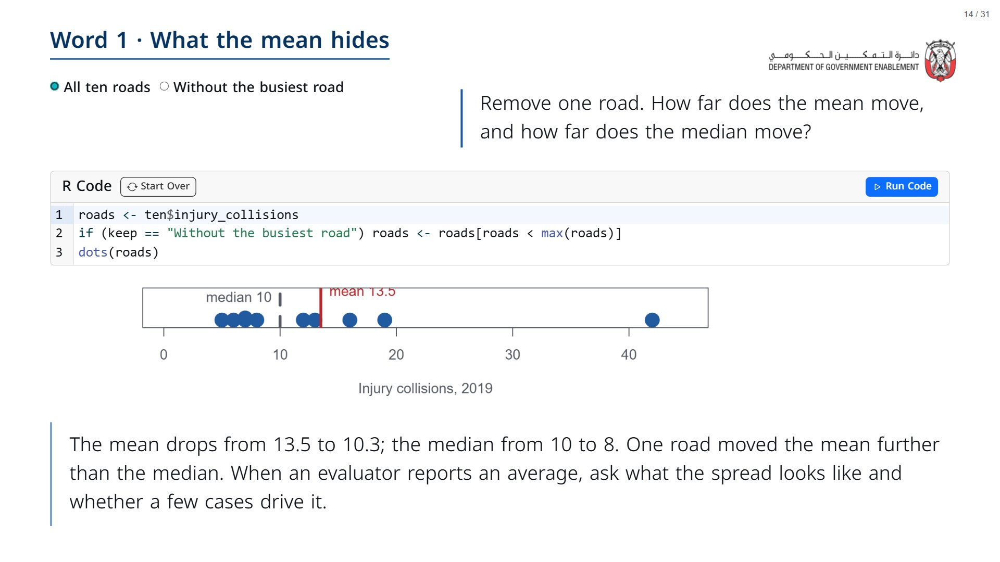 14 / 31
Word 1 · What the mean hides
دائرة التمكين الحكومي
DEPARTMENT OF GOVERNMENT ENABLEMENT
All ten roads Without the busiest road
Remove one road. How far does the mean move,
and how far does the median move?
R Code Start Over Run Code
1 roads <- ten$injury_collisions
2 if (keep == "Without the busiest road") roads <- roads[roads < max(roads)]
3 dots(roads)
median 10 mean 13.5
0 10 20 30 40
Injury collisions, 2019
The mean drops from 13.5 to 10.3; the median from 10 to 8. One road moved the mean further
than the median. When an evaluator reports an average, ask what the spread looks like and
whether a few cases drive it.